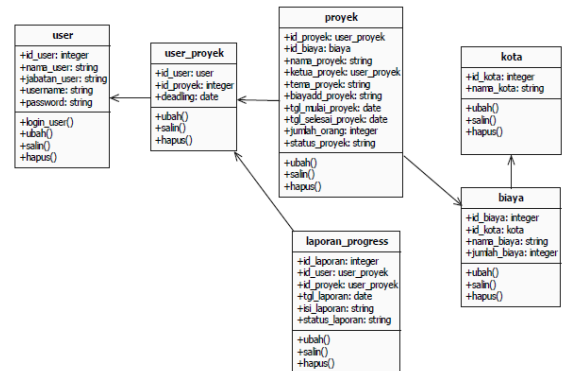 user
+id_user: integer
+nama_user: string
+jabatan_user: string
+username: string
+password: string
+login_user()
+ubah()
+salin()
+hapus()
user_proyek
+id_user: user
+id_proyek: integer
+deadling: date
+ubah()
+salin()
+hapus()
proyek
+id_proyek: user_proyek
+id_biaya: biaya
+nama_proyek: string
+ketua_proyek: user_proyek
+tema_proyek: string
+biayadd_proyek: string
+tgl_mulai_proyek: date
+tgl_selesai_proyek: date
+jumlah_orang: integer
+status_proyek: string
+ubah()
+salin()
+hapus()
kota
+id_kota: integer
+nama_kota: string
+ubah()
+salin()
+hapus()
biaya
+id_biaya: integer
+id_kota: kota
+nama_biaya: string
+jumlah_biaya: integer
+ubah()
+salin()
+hapus()
laporan_progress
+id_laporan: integer
+id_user: user_proyek
+id_proyek: user_proyek
+tgl_laporan: date
+isi_laporan: string
+status_laporan: string
+ubah()
+salin()
+hapus()